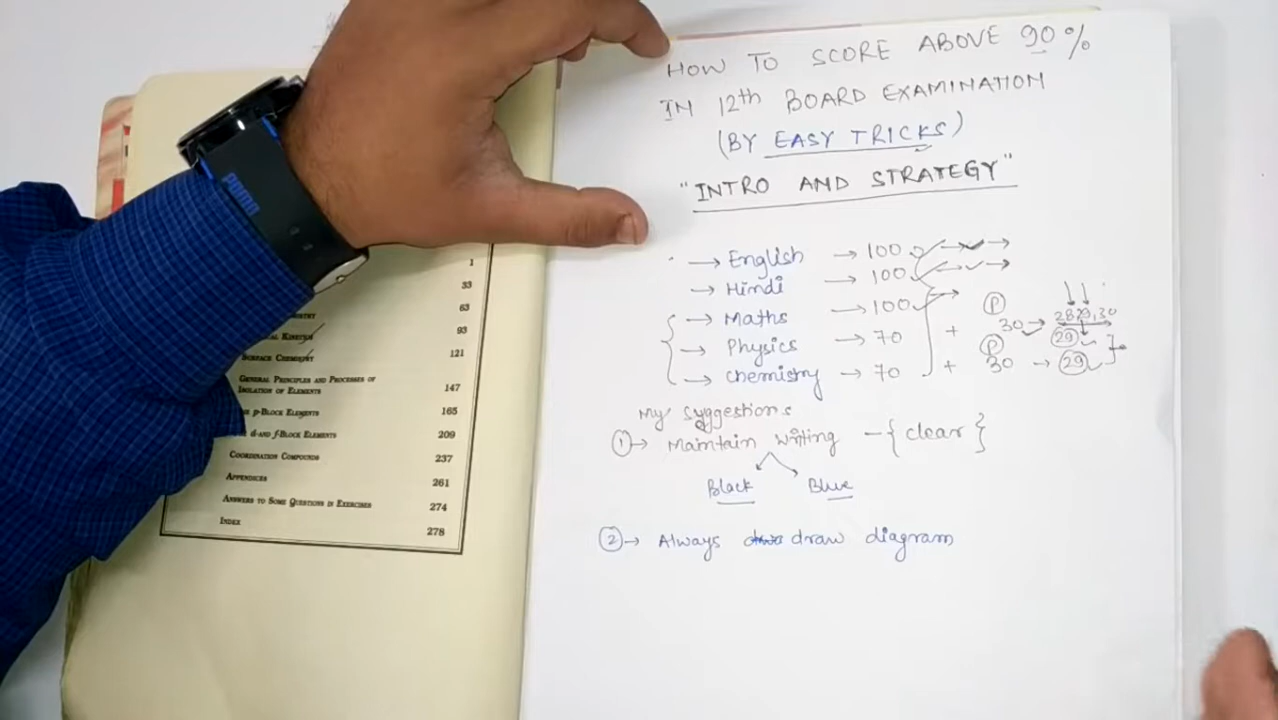 PUMA
1
33
63
93
SURFACE CHEMISTRY 121
GENERAL PRINCIPLES AND PROCESSES OF
ISOLATION OF ELEMENTS 147
p-BLOCK ELEMENTS 165
d-AND f-BLOCK ELEMENTS 209
COORDINATION COMPOUNDS 237
APPENDICES 261
ANSWERS TO SOME QUESTIONS IN EXERCISES 274
INDEX 278
HOW TO SCORE ABOVE 90%
IN 12th BOARD EXAMINATION
(BY EASY TRICKS)
"INTRO AND STRATEGY"
→ English → 100 → ✓ →
→ Hindi → 100 → ✓ →
→ Maths → 100 →
→ Physics → 70 + (P) 30 → 28,29,30 (29)
→ chemistry → 70 + (P) 30 → (29)
My suggestions
① → Maintain writing - {clear}
Black Blue
② → Always draw diagram